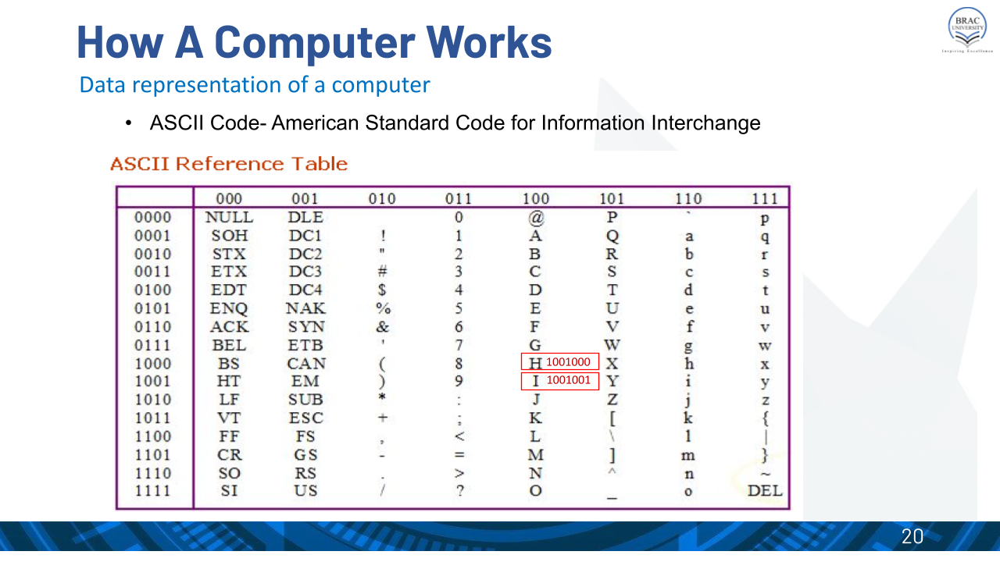 How A Computer Works
BRAC
UNIVERSITY
Inspiring Excellence
Data representation of a computer
• ASCII Code- American Standard Code for Information Interchange
ASCII Reference Table
000 001 010 011 100 101 110 111
0000 NULL DLE 0 @ P ` p
0001 SOH DC1 ! 1 A Q a q
0010 STX DC2 " 2 B R b r
0011 ETX DC3 # 3 C S c s
0100 EDT DC4 $ 4 D T d t
0101 ENQ NAK % 5 E U e u
0110 ACK SYN & 6 F V f v
0111 BEL ETB ' 7 G W g w
1000 BS CAN ( 8 H 1001000 X h x
1001 HT EM ) 9 I 1001001 Y i y
1010 LF SUB * : J Z j z
1011 VT ESC + ; K [ k {
1100 FF FS , < L \ l |
1101 CR GS - = M ] m }
1110 SO RS . > N ^ n ~
1111 SI US / ? O _ o DEL
20